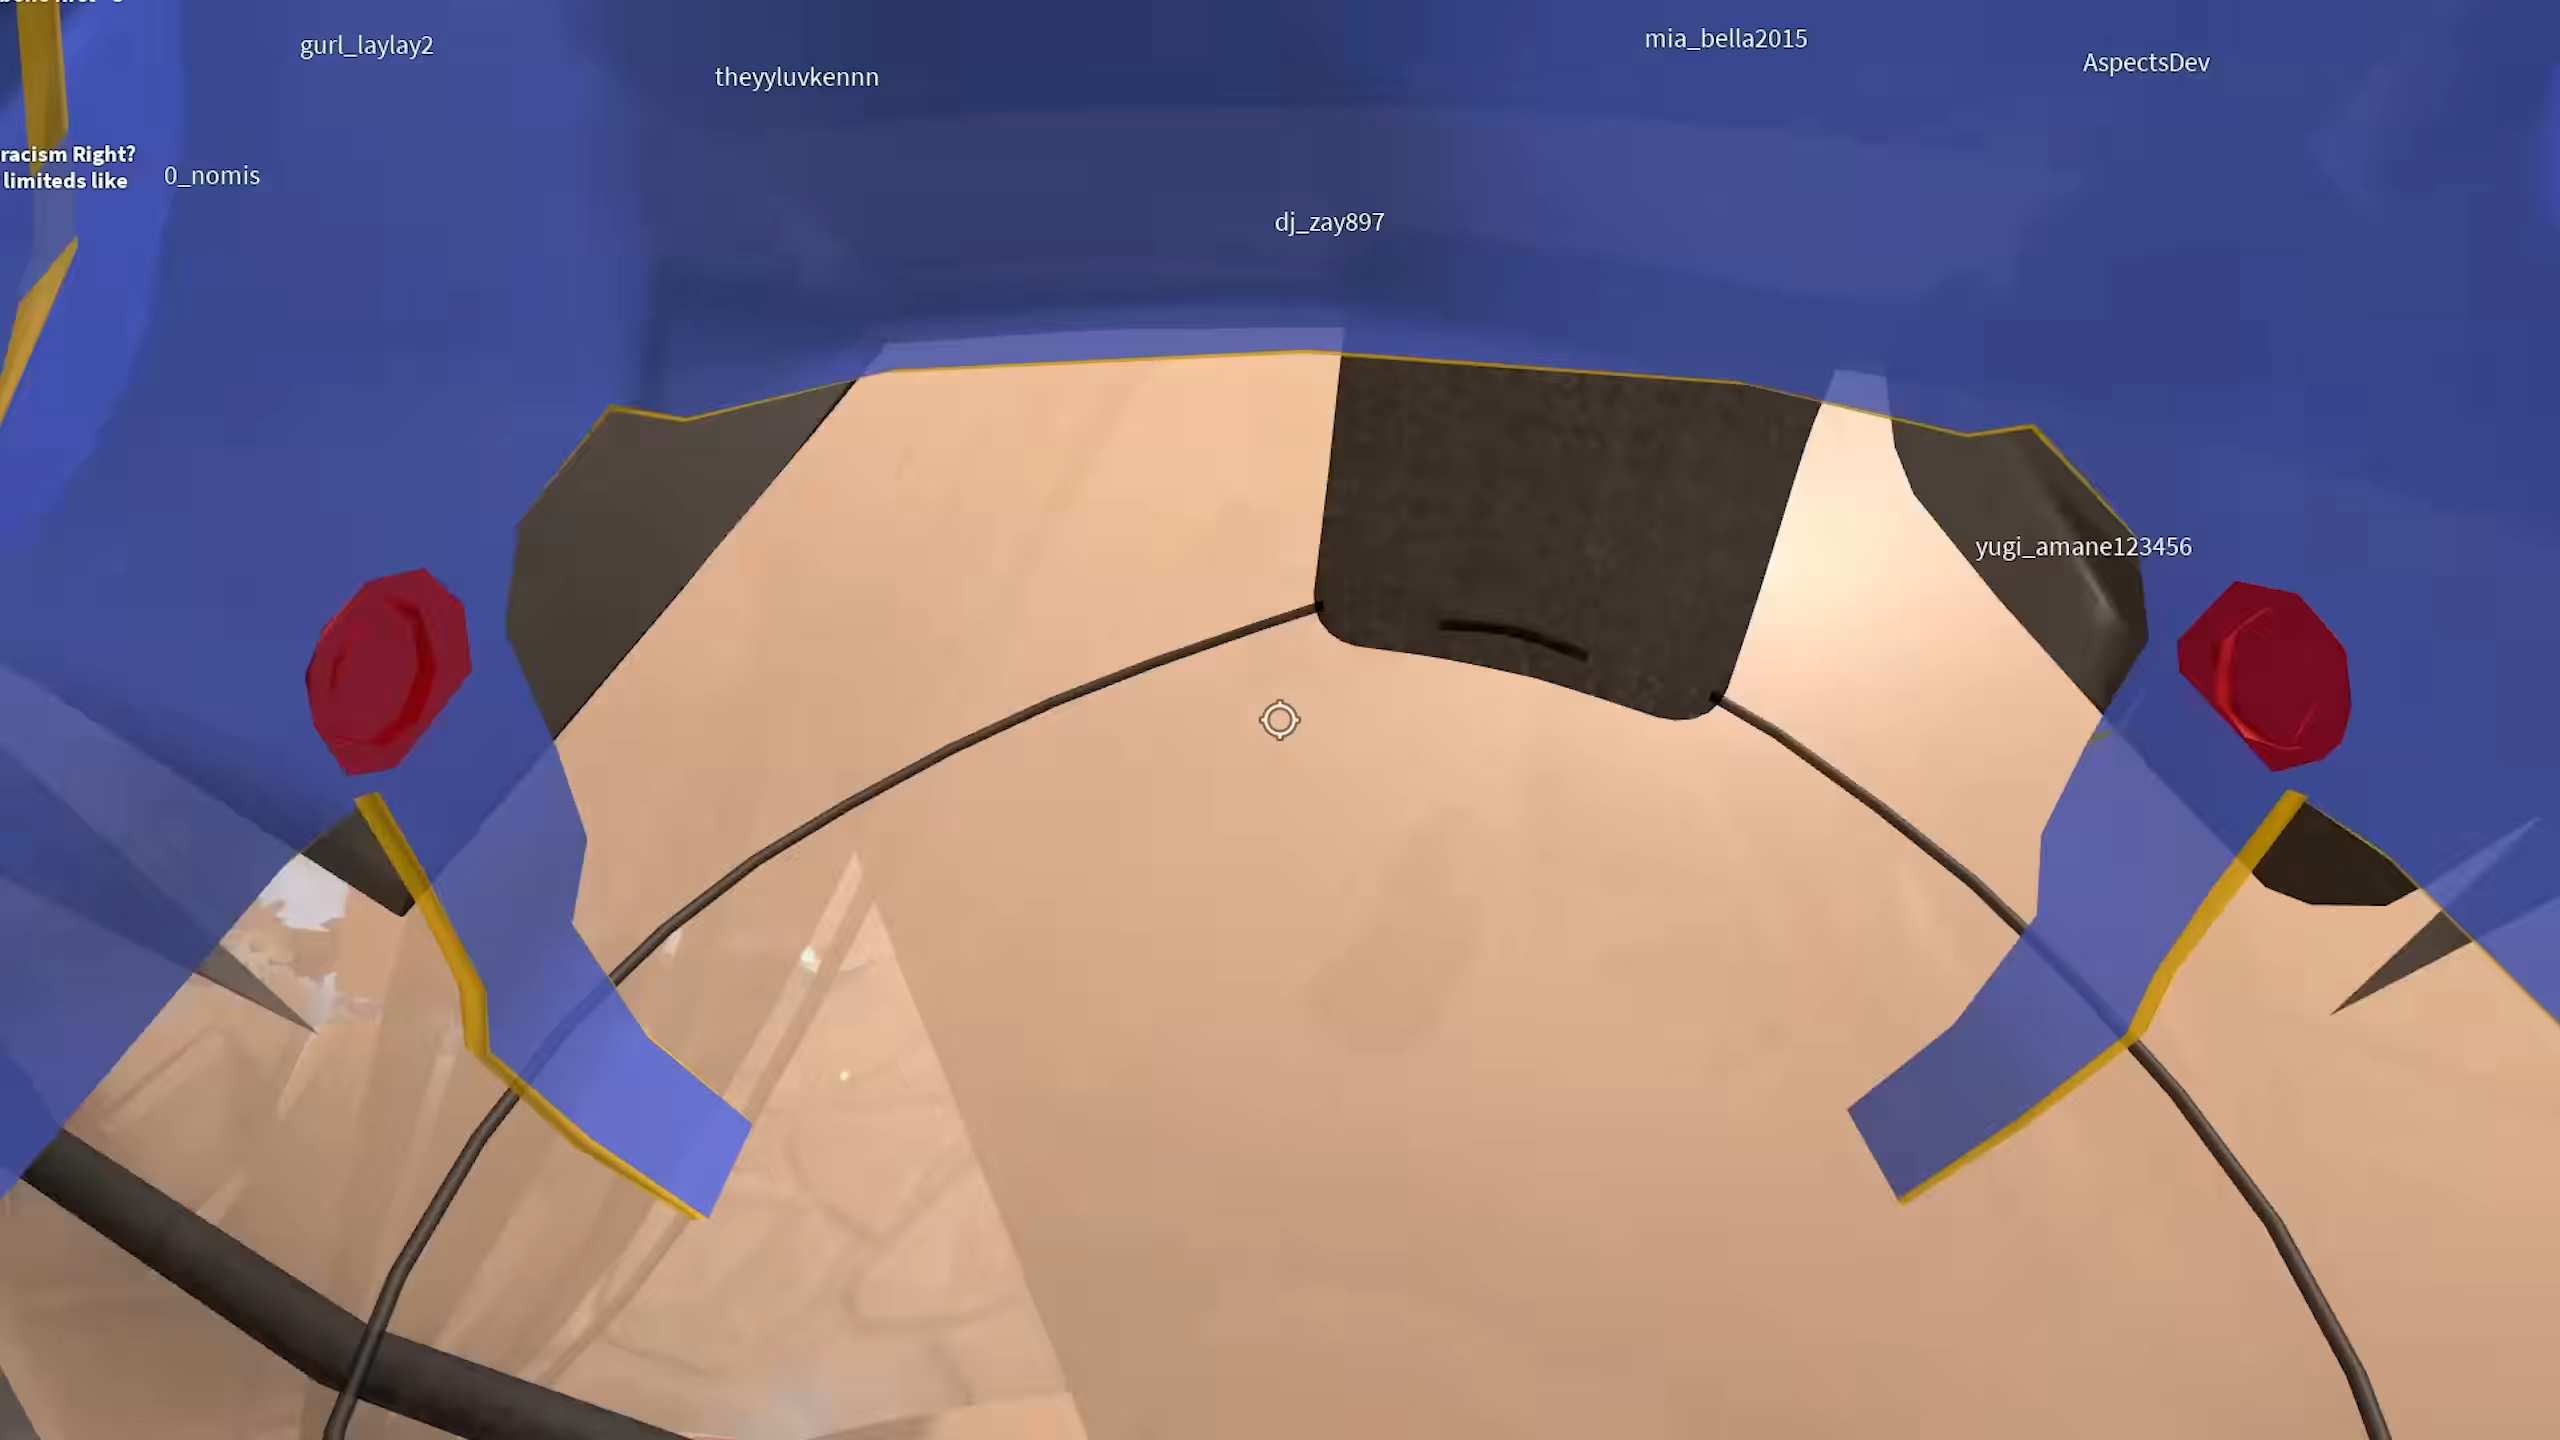 gurl_laylay2
mia_bella2015
AspectsDev
theyyluvkennn
racism Right?
limiteds like
0_nomis
dj_zay897
yugi_amane123456